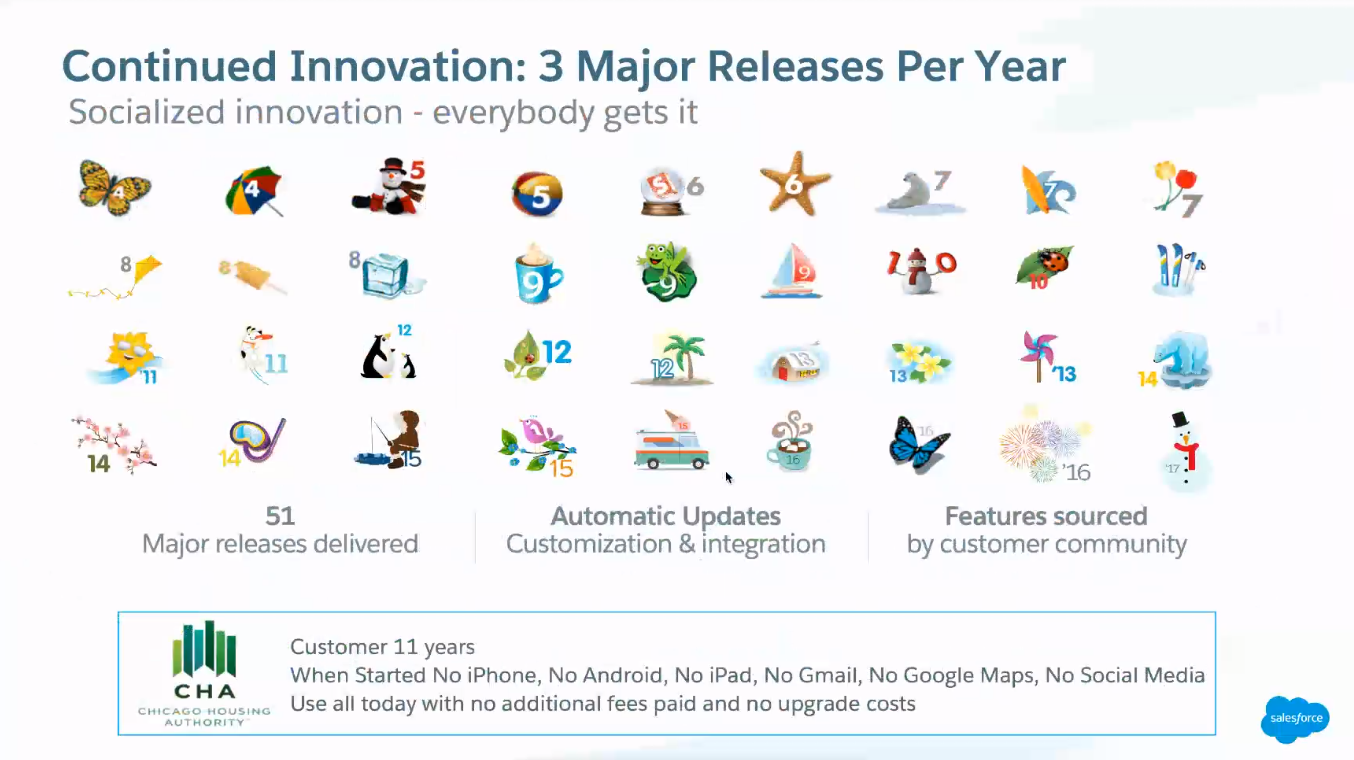 Continued Innovation: 3 Major Releases Per Year
Socialized innovation - everybody gets it
4 4 5 5 5 6 6 7 7 7
8 8 8 9 9 9 10 10 11
'11 11 12 12 12 13 13 '13 14
14 14 15 15 15 16 16 '16 '17
51
Major releases delivered
Automatic Updates
Customization & integration
Features sourced
by customer community
CHA
CHICAGO HOUSING
AUTHORITY
Customer 11 years
When Started No iPhone, No Android, No iPad, No Gmail, No Google Maps, No Social Media
Use all today with no additional fees paid and no upgrade costs
salesforce